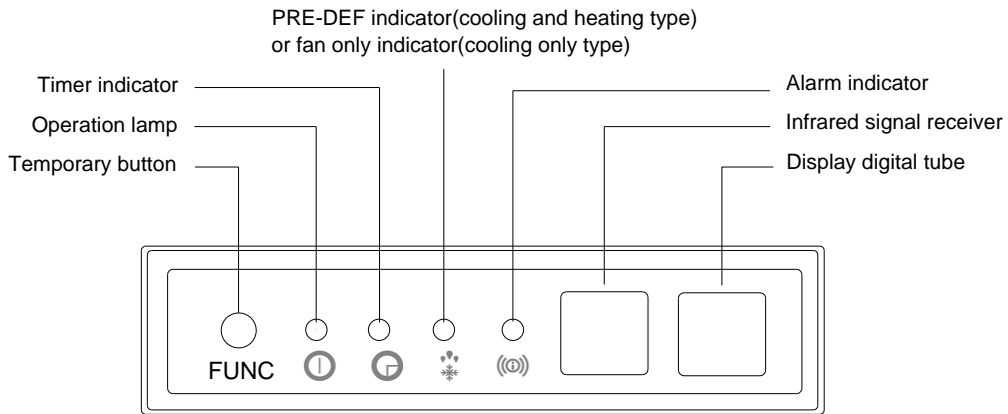 PRE-DEF indicator(cooling and heating type)
or fan only indicator(cooling only type)
Timer indicator
Alarm indicator
Operation lamp
Infrared signal receiver
Temporary button
Display digital tube
FUNC